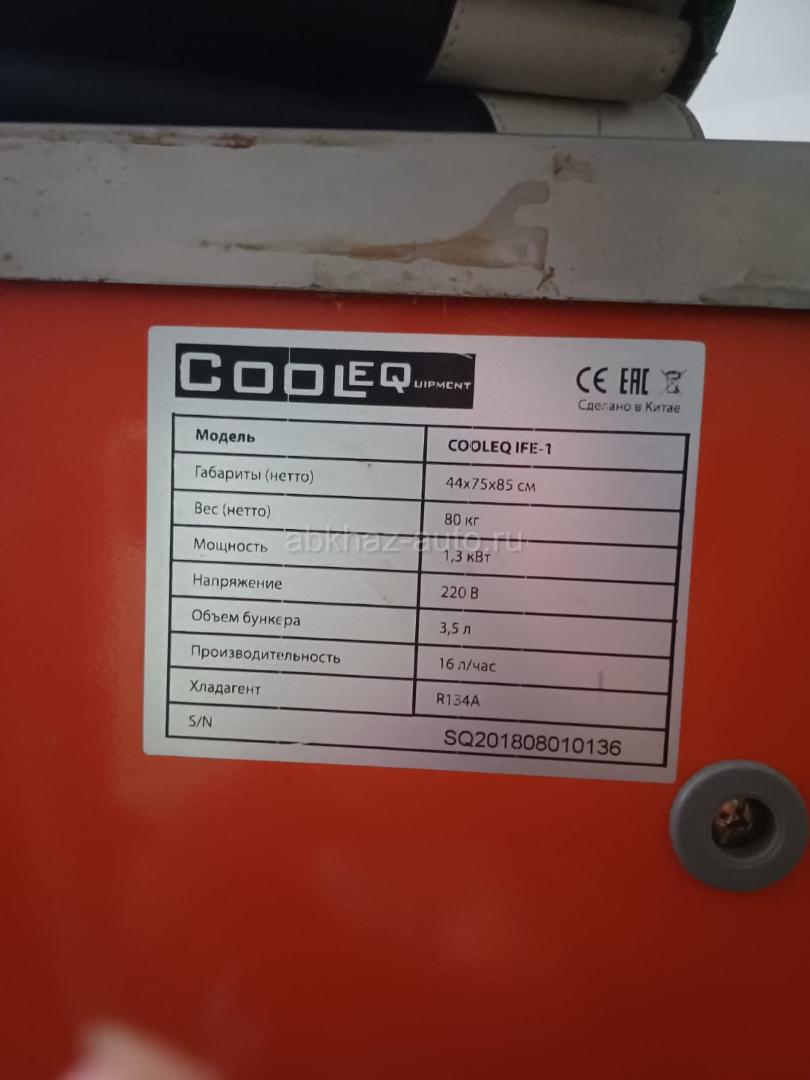 COOLEQUIPMENT
CE EAC
Сделано в Китае
Модель COOLEQ IFE-1
Габариты (нетто) 44х75х85 см
Вес (нетто) 80 кг
abkhaz-auto.ru
Мощность 1,3 кВт
Напряжение 220 В
Объем бункера 3,5 л
Производительность 16 л/час
Хладагент R134A
S/N SQ201808010136